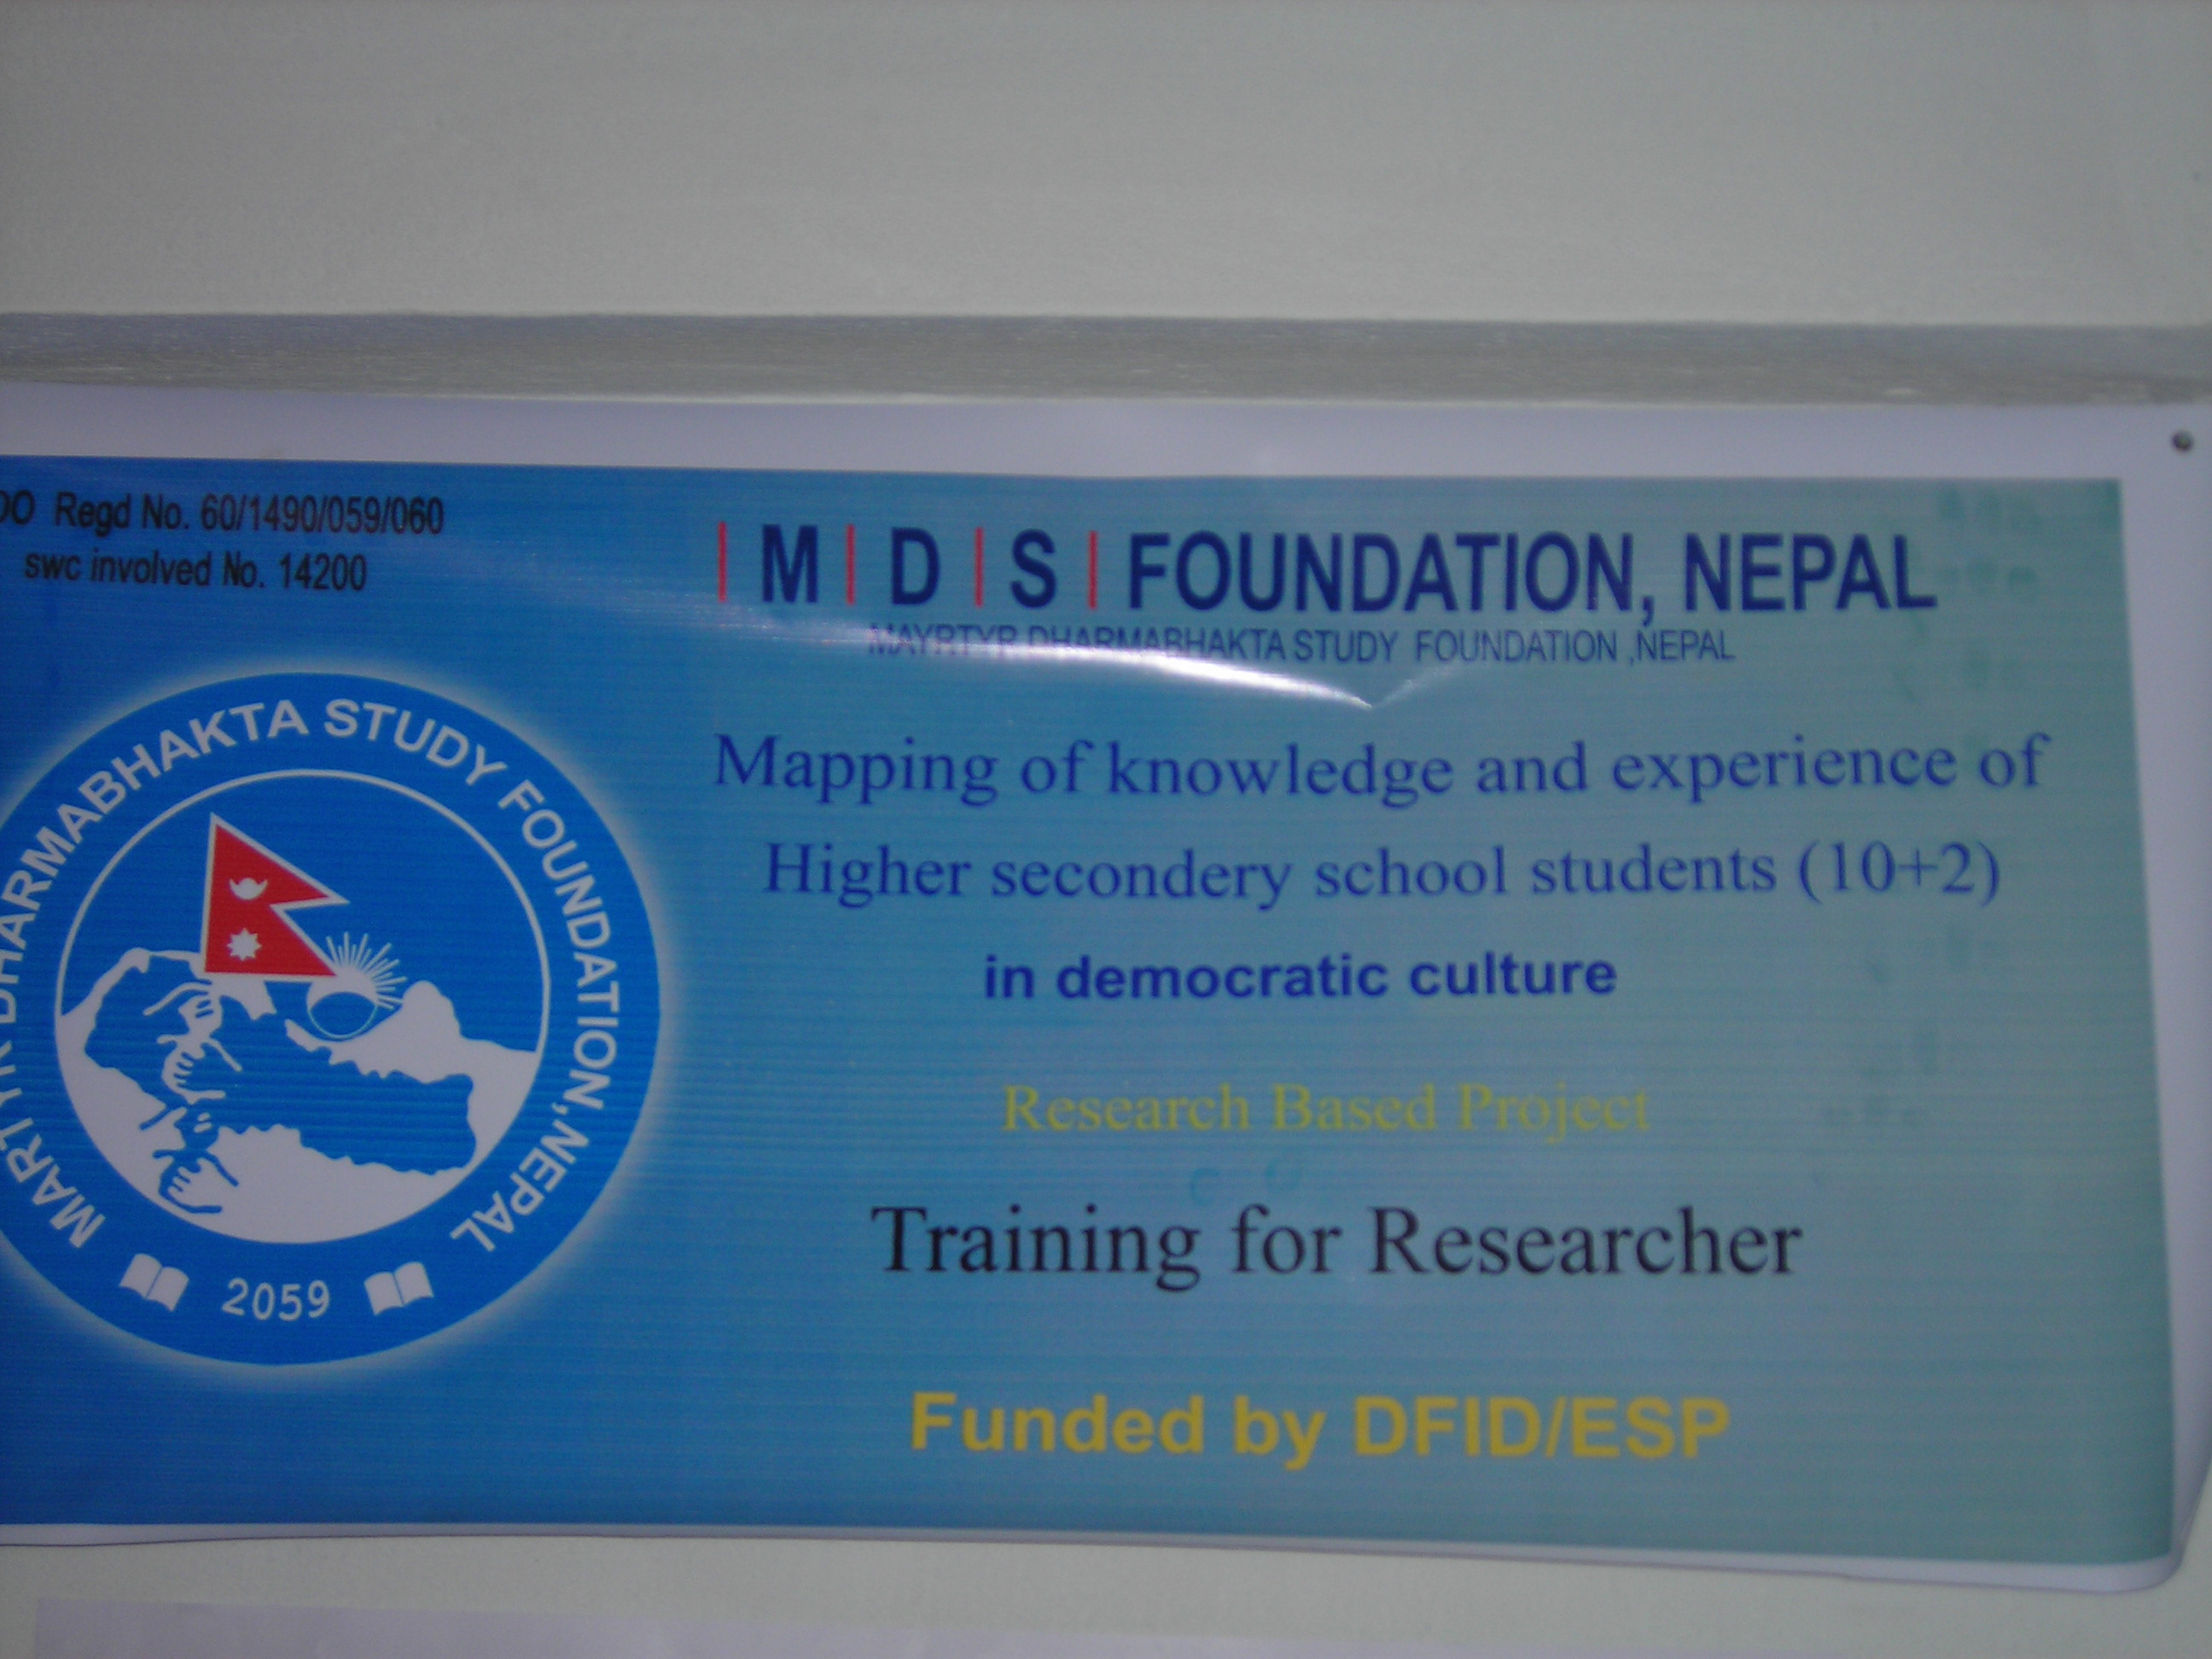 Regd No. 60/1490/059/060
swc involved No. 14200
M D S FOUNDATION, NEPAL
MAYRTYR DHARMABHAKTA STUDY FOUNDATION ,NEPAL
MARTYR DHARMABHAKTA STUDY FOUNDATION,NEPAL
2059
Mapping of knowledge and experience of
Higher secondery school students (10+2)
in democratic culture
Research Based Project
Training for Researcher
Funded by DFID/ESP